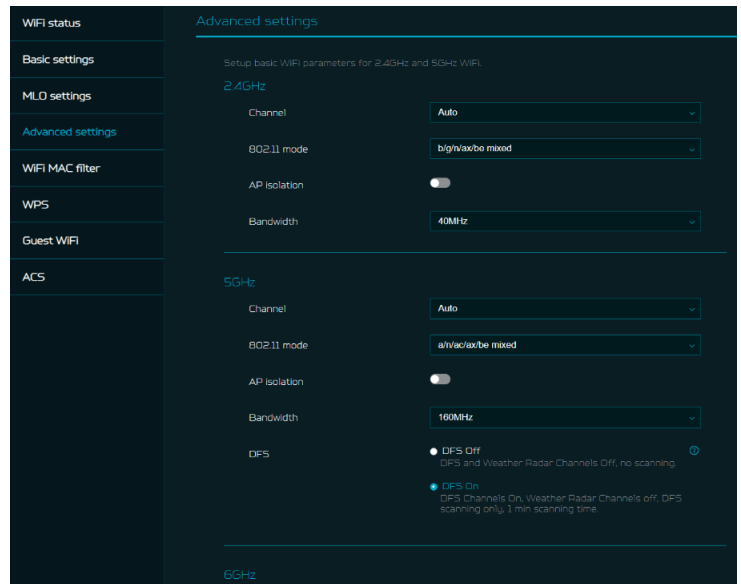 WiFi status
Basic settings
MLO settings
Advanced settings
WiFi MAC filter
WPS
Guest WiFi
ACS
Advanced settings
Setup basic WiFi parameters for 2.4GHz and 5GHz WiFi.
2.4GHz
Channel Auto
802.11 mode b/g/n/ax/be mixed
AP isolation
Bandwidth 40MHz
5GHz
Channel Auto
802.11 mode a/n/ac/ax/be mixed
AP isolation
Bandwidth 160MHz
DFS DFS Off ?
DFS and Weather Radar Channels Off, no scanning.
DFS On
DFS Channels On, Weather Radar Channels off, DFS
scanning only, 1 min scanning time.
6GHz